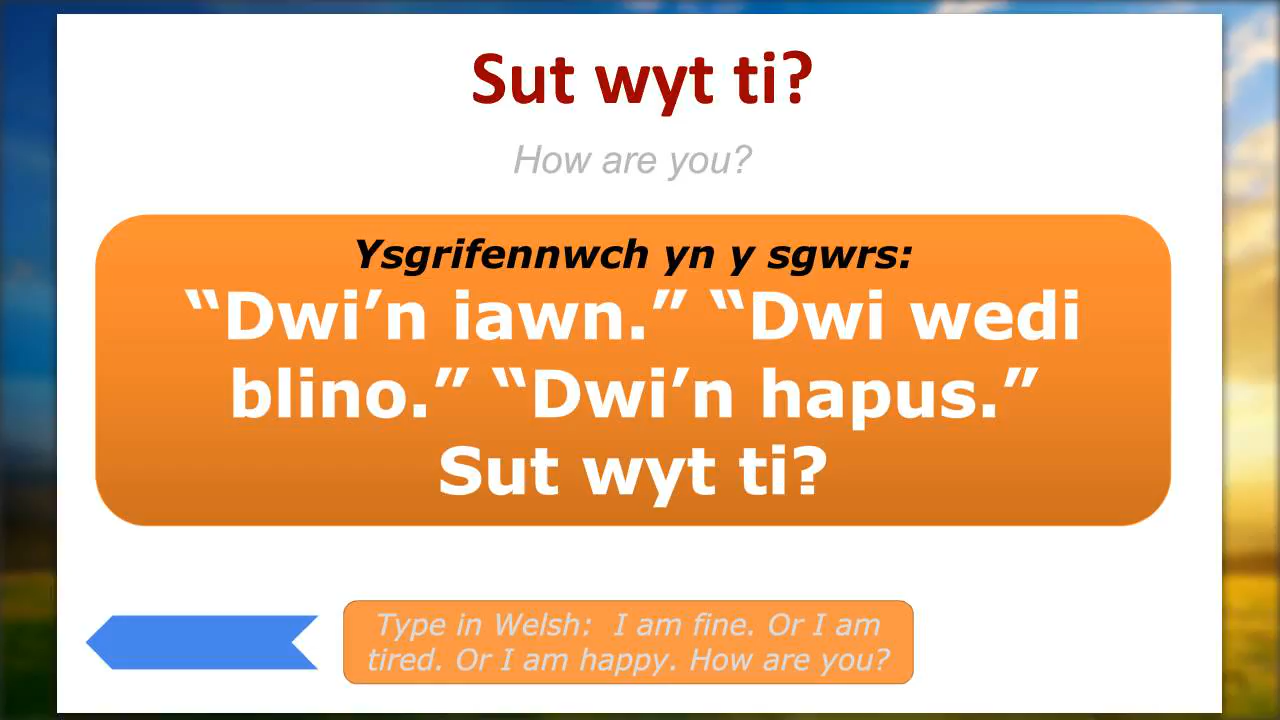 Sut wyt ti?
How are you?
Ysgrifennwch yn y sgwrs:
“Dwi’n iawn.” “Dwi wedi
blino.” “Dwi’n hapus.”
Sut wyt ti?
Type in Welsh:  I am fine. Or I am
tired. Or I am happy. How are you?